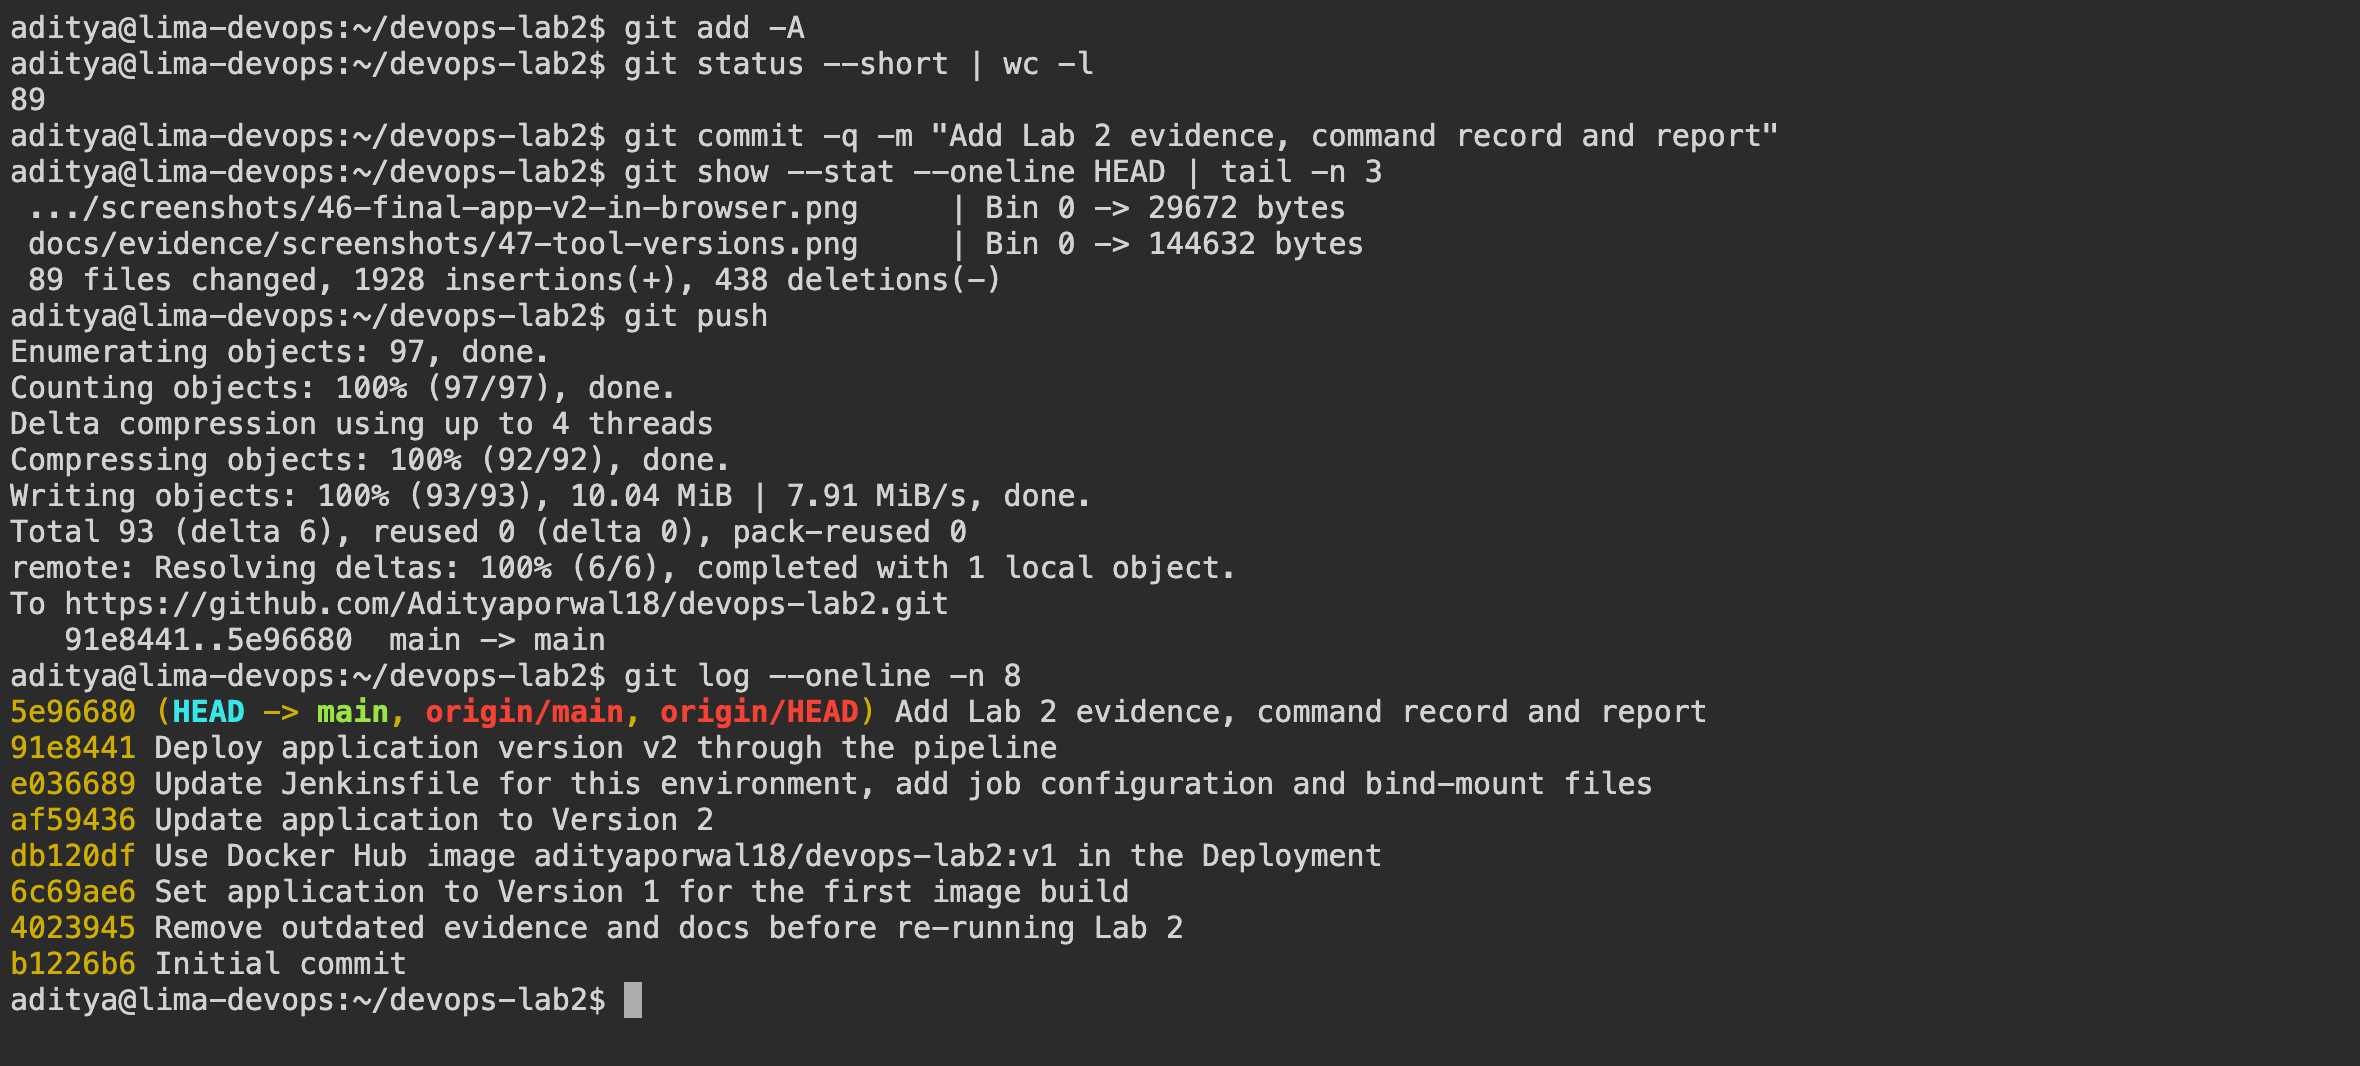 aditya@lima-devops:~/devops-lab2$ git add -A
aditya@lima-devops:~/devops-lab2$ git status --short | wc -l
89
aditya@lima-devops:~/devops-lab2$ git commit -q -m "Add Lab 2 evidence, command record and report"
aditya@lima-devops:~/devops-lab2$ git show --stat --oneline HEAD | tail -n 3
 .../screenshots/46-final-app-v2-in-browser.png     | Bin 0 -> 29672 bytes
 docs/evidence/screenshots/47-tool-versions.png     | Bin 0 -> 144632 bytes
 89 files changed, 1928 insertions(+), 438 deletions(-)
aditya@lima-devops:~/devops-lab2$ git push
Enumerating objects: 97, done.
Counting objects: 100% (97/97), done.
Delta compression using up to 4 threads
Compressing objects: 100% (92/92), done.
Writing objects: 100% (93/93), 10.04 MiB | 7.91 MiB/s, done.
Total 93 (delta 6), reused 0 (delta 0), pack-reused 0
remote: Resolving deltas: 100% (6/6), completed with 1 local object.
To https://github.com/Adityaporwal18/devops-lab2.git
   91e8441..5e96680  main -> main
aditya@lima-devops:~/devops-lab2$ git log --oneline -n 8
5e96680 (HEAD -> main, origin/main, origin/HEAD) Add Lab 2 evidence, command record and report
91e8441 Deploy application version v2 through the pipeline
e036689 Update Jenkinsfile for this environment, add job configuration and bind-mount files
af59436 Update application to Version 2
db120df Use Docker Hub image adityaporwal18/devops-lab2:v1 in the Deployment
6c69ae6 Set application to Version 1 for the first image build
4023945 Remove outdated evidence and docs before re-running Lab 2
b1226b6 Initial commit
aditya@lima-devops:~/devops-lab2$